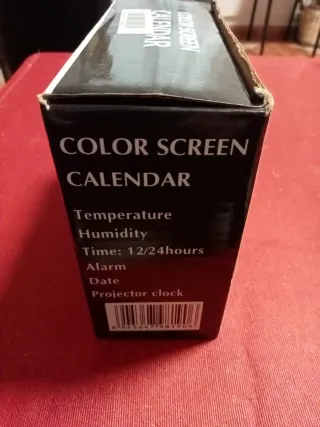 COLOR SCREEN
CALENDAR
COLOR SCREEN
CALENDAR
Temperature
Humidity
Time: 12/24hours
Alarm
Date
Projector clock